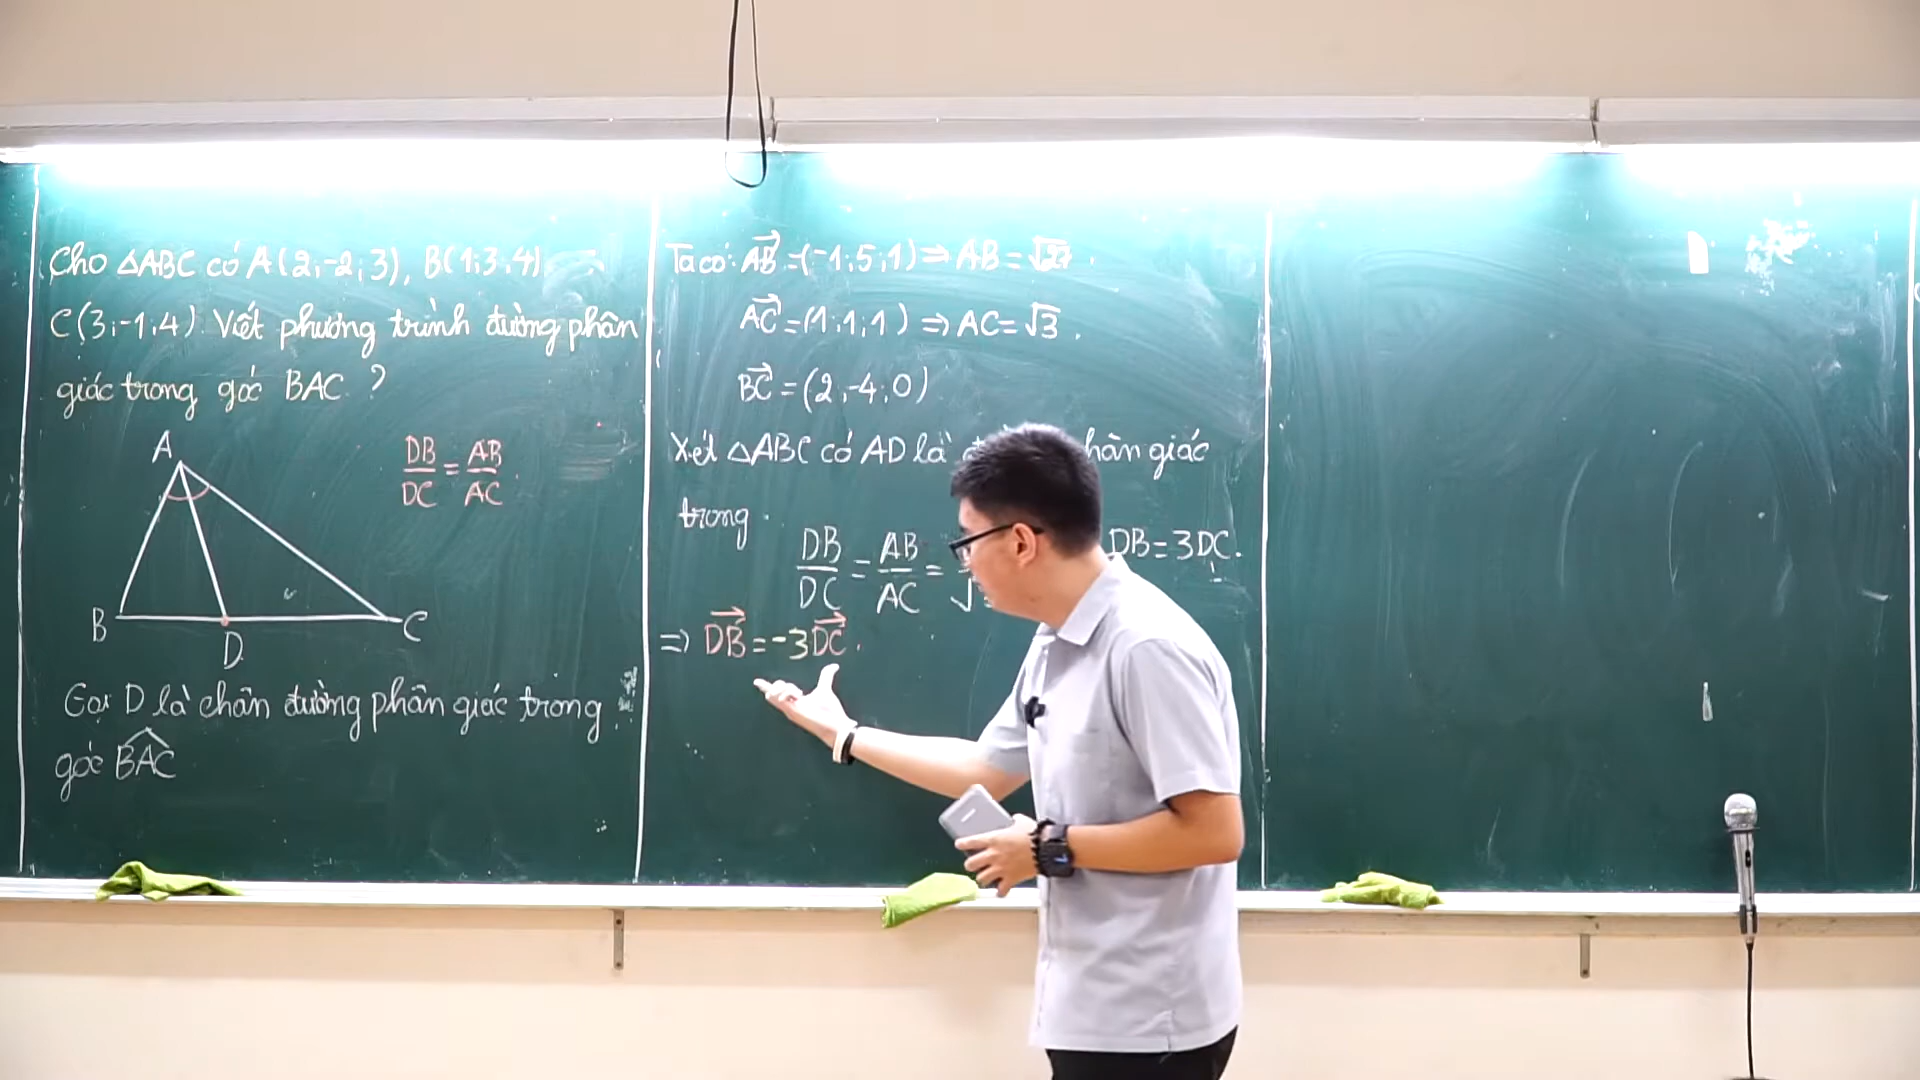 Cho △ABC có A(2;-2;3), B(1;3;4),
C(3;-1;4). Viết phương trình đường phân
giác trong góc BAC ?
A
B
D
C
DB/DC = AB/AC.
Gọi D là chân đường phân giác trong
góc BAC
Ta có: AB⃗ = (-1;5;1) ⇒ AB = √27.
AC⃗ = (1;1;1) ⇒ AC = √3.
BC⃗ = (2;-4;0)
Xét △ABC có AD là giác
trong.
DB/DC = AB/AC = DB = 3DC.
⇒ DB⃗ = -3DC⃗.